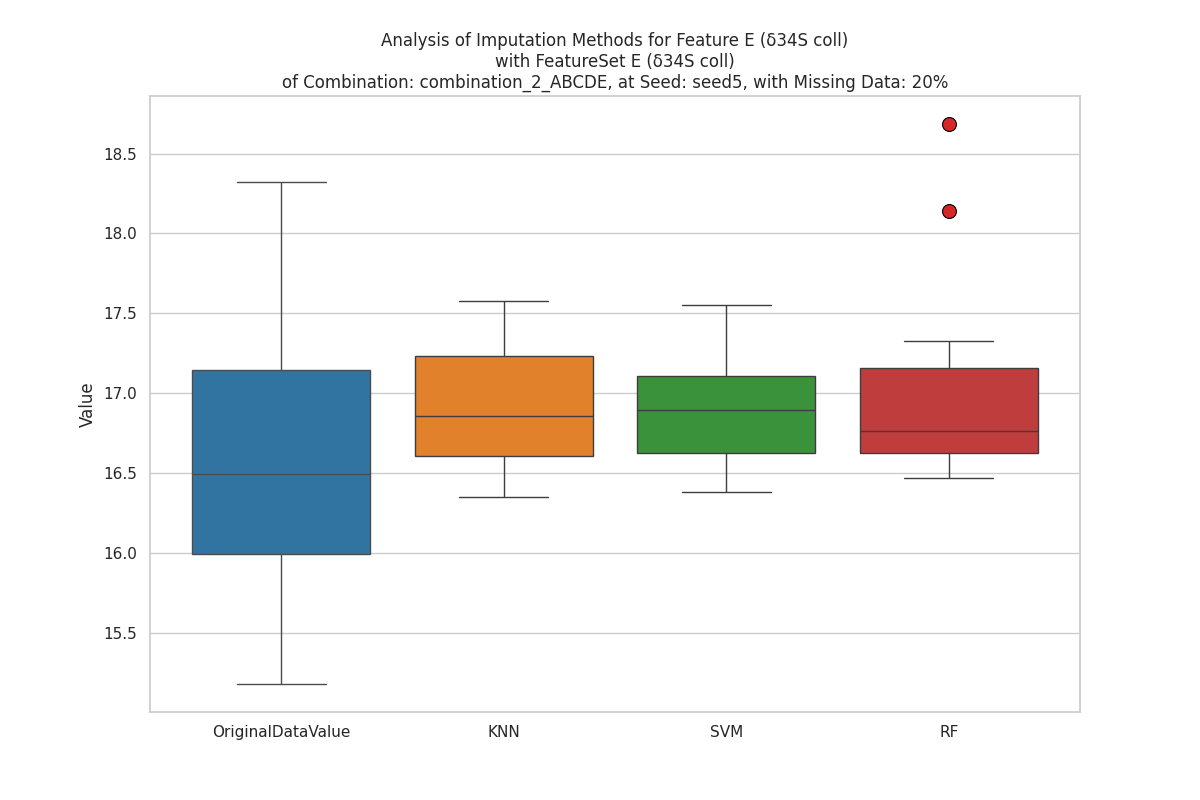 Analysis of Imputation Methods for Feature E (δ34S coll)
with FeatureSet E (δ34S coll)
of Combination: combination_2_ABCDE, at Seed: seed5, with Missing Data: 20%
18.5
18.0
17.5
17.0
16.5
16.0
15.5
Value
OriginalDataValue
KNN
SVM
RF